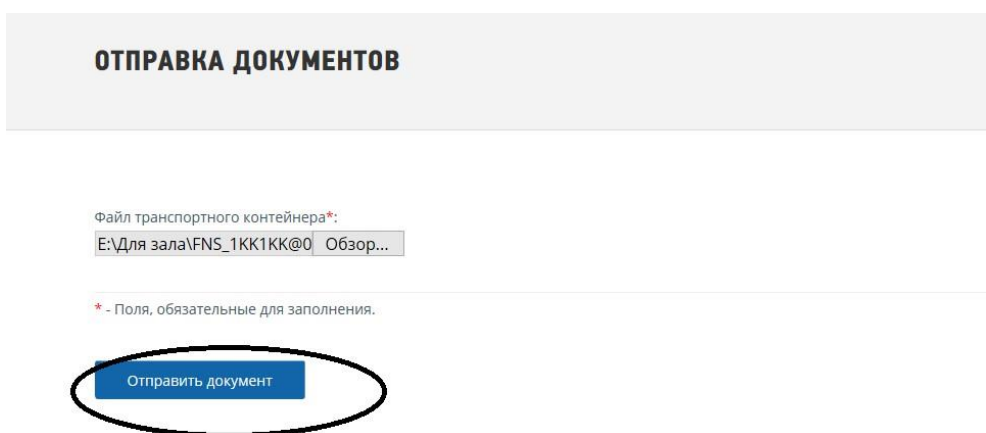 ОТПРАВКА ДОКУМЕНТОВ
Файл транспортного контейнера*:
E:\Для зала\FNS_1KK1KK@0 Обзор...
* - Поля, обязательные для заполнения.
Отправить документ